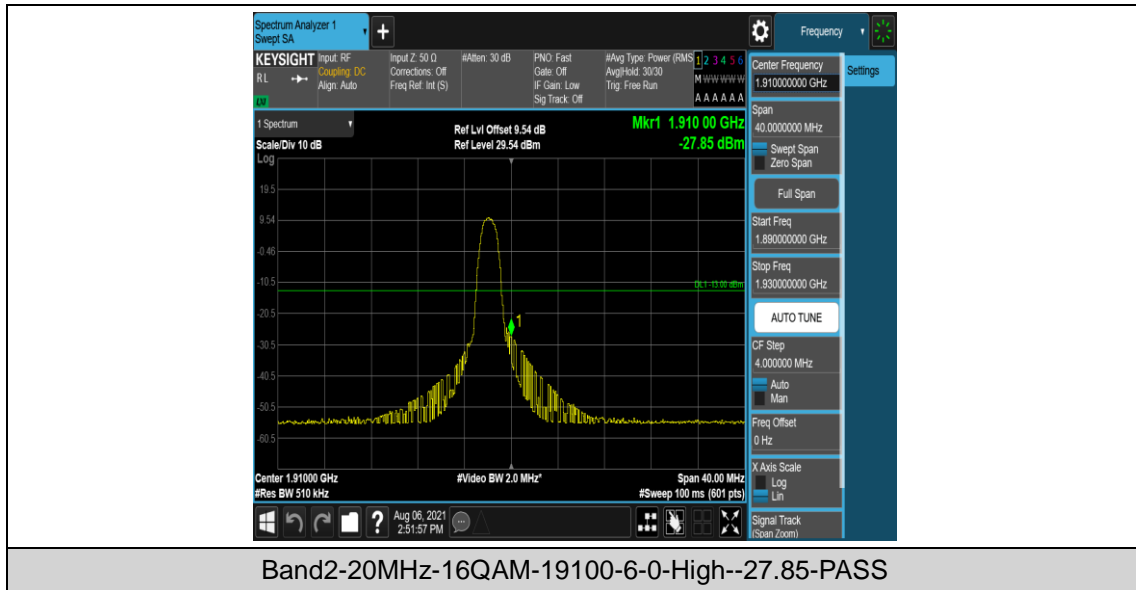 Spectrum Analyzer 1
Swept SA
+
Frequency
KEYSIGHT
RL
LXI
Input: RF
Coupling: DC
Align: Auto
Input Z: 50 Ω
Corrections: Off
Freq Ref: Int (S)
#Atten: 30 dB
PNO: Fast
Gate: Off
IF Gain: Low
Sig Track: Off
#Avg Type: Power (RMS
Avg|Hold: 30/30
Trig: Free Run
1 2 3 4 5 6
M W W W W W
A A A A A A
1 Spectrum
Scale/Div 10 dB
Log
Ref Lvl Offset 9.54 dB
Ref Level 29.54 dBm
Mkr1 1.910 00 GHz
-27.85 dBm
19.5
9.54
-0.46
-10.5
-20.5
-30.5
-40.5
-50.5
-60.5
DL1 -13.00 dBm
1
Center 1.91000 GHz
#Res BW 510 kHz
#Video BW 2.0 MHz*
Span 40.00 MHz
#Sweep 100 ms (601 pts)
Center Frequency
1.910000000 GHz
Settings
Span
40.0000000 MHz
Swept Span
Zero Span
Full Span
Start Freq
1.890000000 GHz
Stop Freq
1.930000000 GHz
AUTO TUNE
CF Step
4.000000 MHz
Auto
Man
Freq Offset
0 Hz
X Axis Scale
Log
Lin
Signal Track
(Span Zoom)
?
Aug 06, 2021
2:51:57 PM
Band2-20MHz-16QAM-19100-6-0-High--27.85-PASS